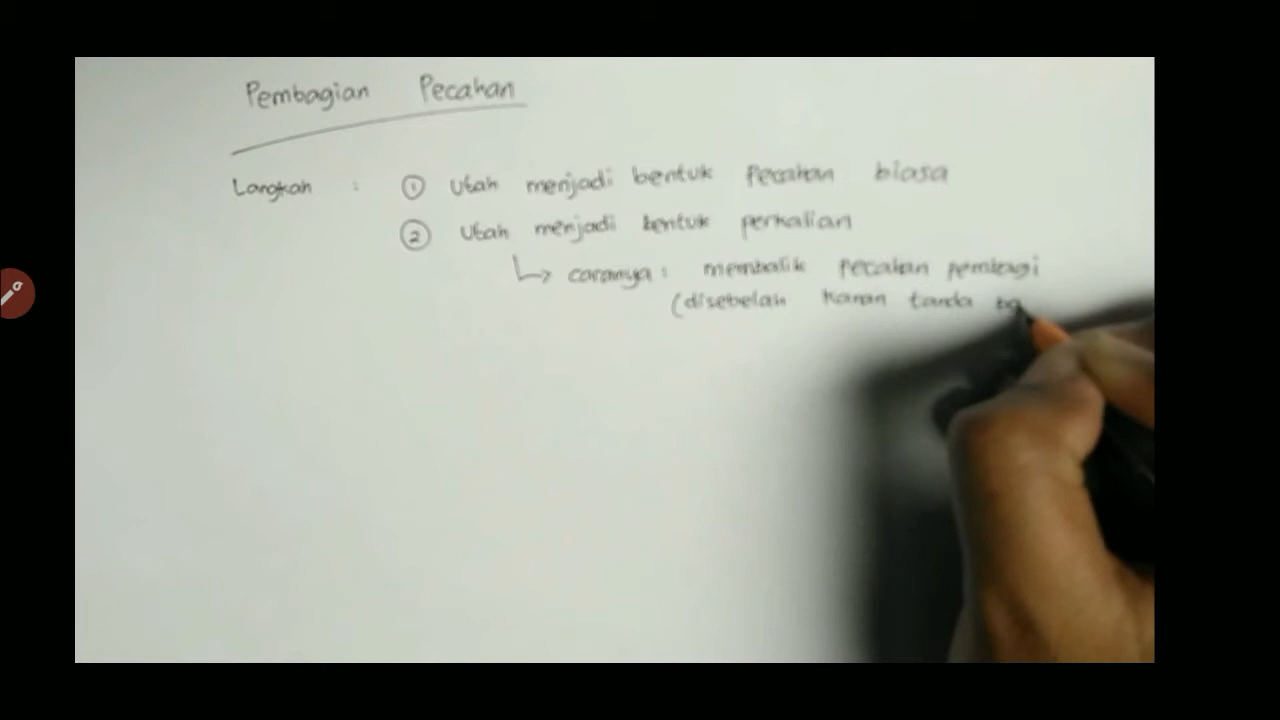 Pembagian Pecahan
Langkah : ① Ubah menjadi bentuk Pecahan biasa
② Ubah menjadi bentuk perkalian
↳ caranya : membalik pecahan pembagi
(disebelah kanan tanda ba